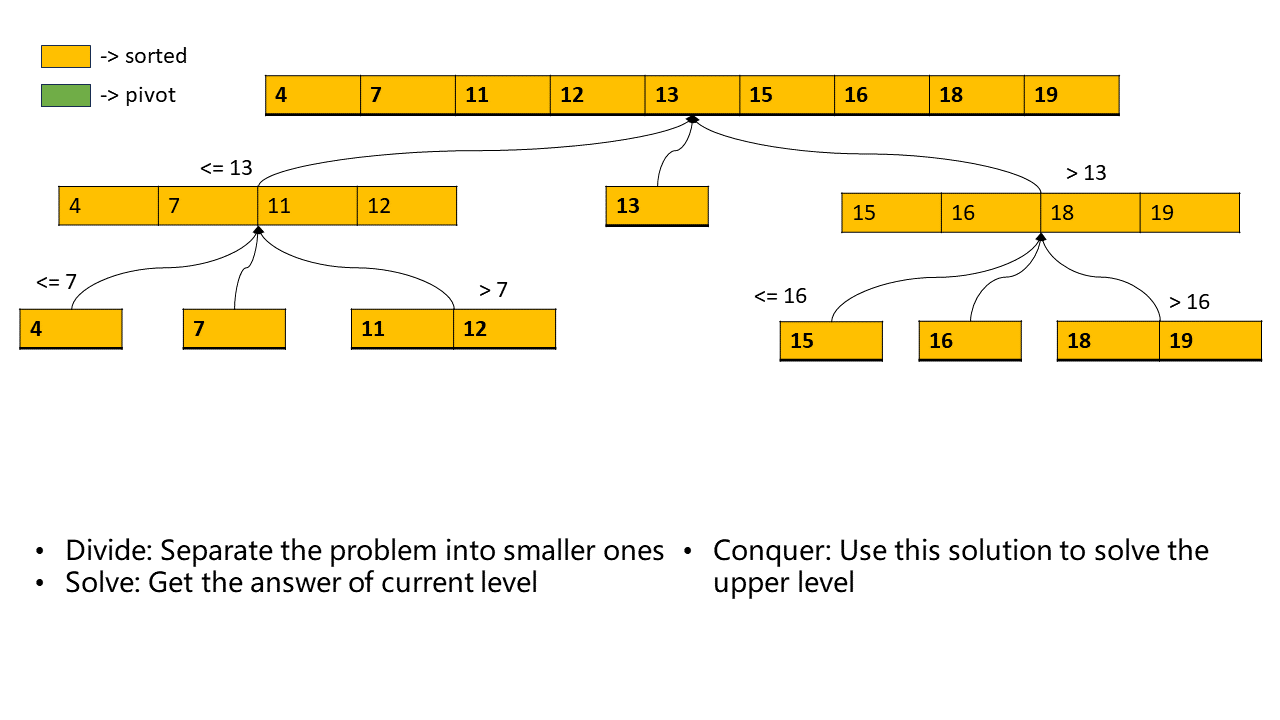 -> sorted
-> pivot
4 7 11 12 13 15 16 18 19
<= 13
> 13
4 7 11 12
13
15 16 18 19
<= 7
> 7
<= 16
> 16
4
7
11 12
15
16
18 19
• Divide: Separate the problem into smaller ones
• Solve: Get the answer of current level
• Conquer: Use this solution to solve the
upper level